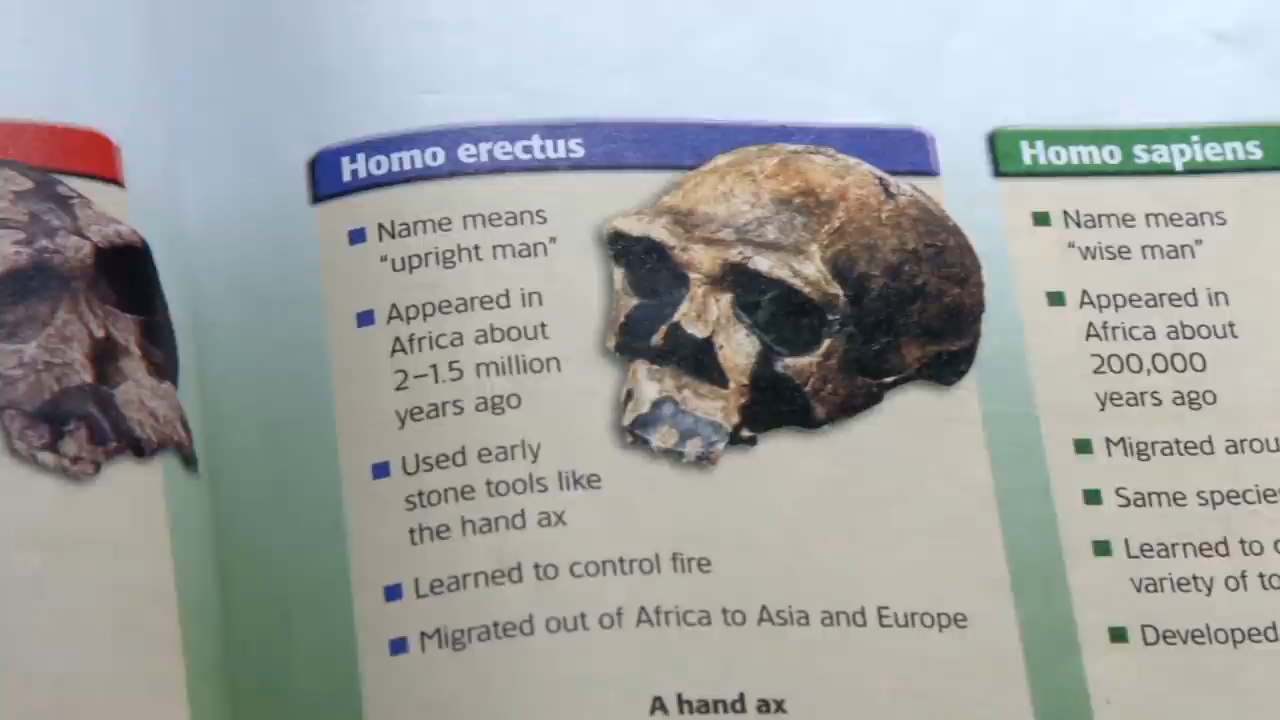 Homo erectus
Name means
"upright man"
Appeared in
Africa about
2–1.5 million
years ago
Used early
stone tools like
the hand ax
Learned to control fire
Migrated out of Africa to Asia and Europe
A hand ax
Homo sapiens
Name means
"wise man"
Appeared in
Africa about
200,000
years ago
Migrated
Same
Learned to
variety of
Developed